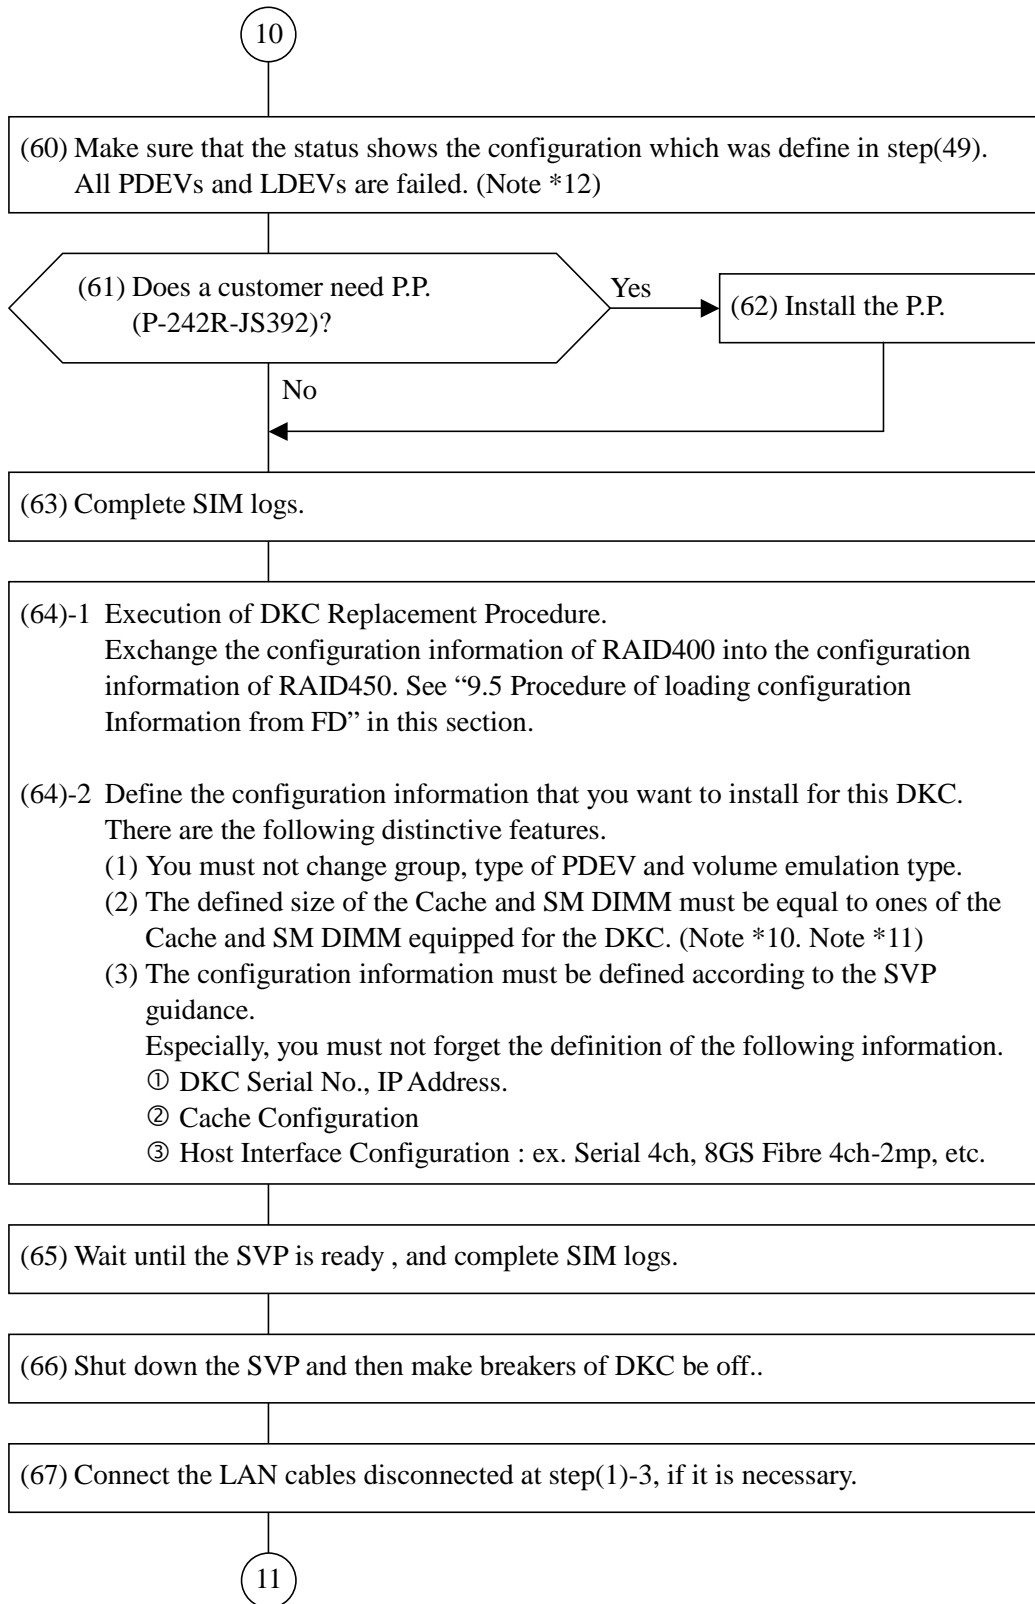 10
(60) Make sure that the status shows the configuration which was define in step(49).
All PDEVs and LDEVs are failed. (Note *12)
(61) Does a customer need P.P.
(P-242R-JS392)?
Yes
(62) Install the P.P.
No
(63) Complete SIM logs.
(64)-1 Execution of DKC Replacement Procedure.
Exchange the configuration information of RAID400 into the configuration
information of RAID450. See “9.5 Procedure of loading configuration
Information from FD” in this section.
(64)-2 Define the configuration information that you want to install for this DKC.
There are the following distinctive features.
(1) You must not change group, type of PDEV and volume emulation type.
(2) The defined size of the Cache and SM DIMM must be equal to ones of the
Cache and SM DIMM equipped for the DKC. (Note *10. Note *11)
(3) The configuration information must be defined according to the SVP
guidance.
Especially, you must not forget the definition of the following information.
① DKC Serial No., IP Address.
② Cache Configuration
③ Host Interface Configuration : ex. Serial 4ch, 8GS Fibre 4ch-2mp, etc.
(65) Wait until the SVP is ready , and complete SIM logs.
(66) Shut down the SVP and then make breakers of DKC be off..
(67) Connect the LAN cables disconnected at step(1)-3, if it is necessary.
11